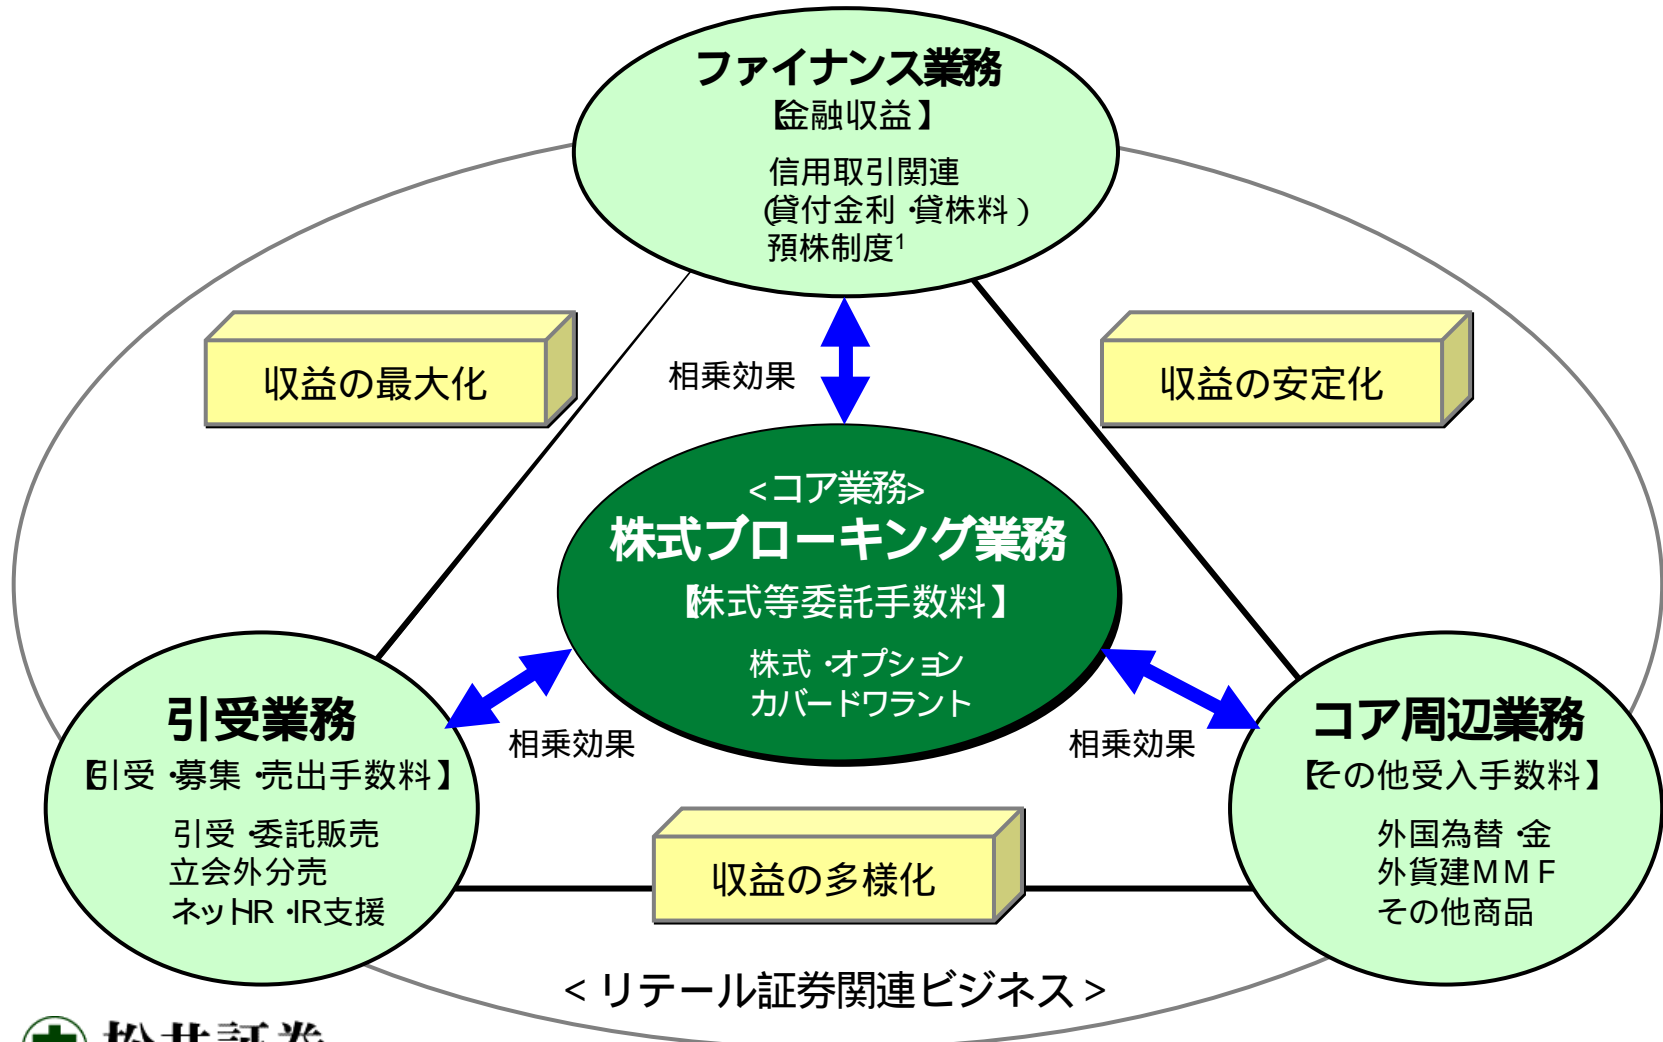 ファイナンス業務
【金融収益】
信用取引関連
(貸付金利・貸株料)
預株制度1
収益の最大化
相乗効果
収益の安定化
<コア業務>
株式ブローキング業務
【株式等委託手数料】
株式・オプション
カバードワラント
引受業務
【引受・募集・売出手数料】
引受・委託販売
立会外分売
ネットIR・IR支援
相乗効果
相乗効果
コア周辺業務
【その他受入手数料】
外国為替・金
外貨建MMF
その他商品
収益の多様化
<リテール証券関連ビジネス>
松井証券